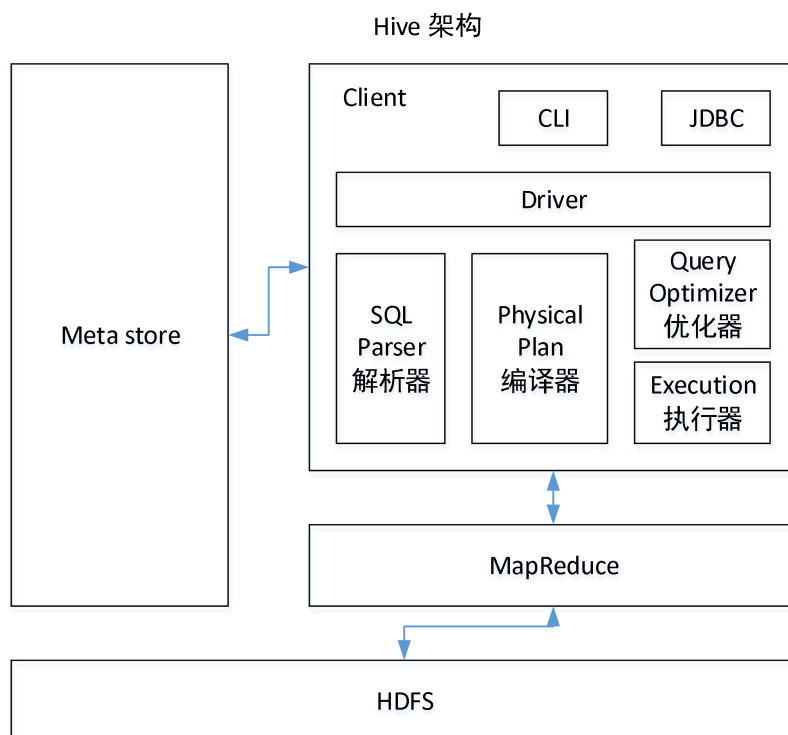 Hive 架构
Client
CLI
JDBC
Driver
Meta store
SQL
Parser
解析器
Physical
Plan
编译器
Query
Optimizer
优化器
Execution
执行器
MapReduce
HDFS